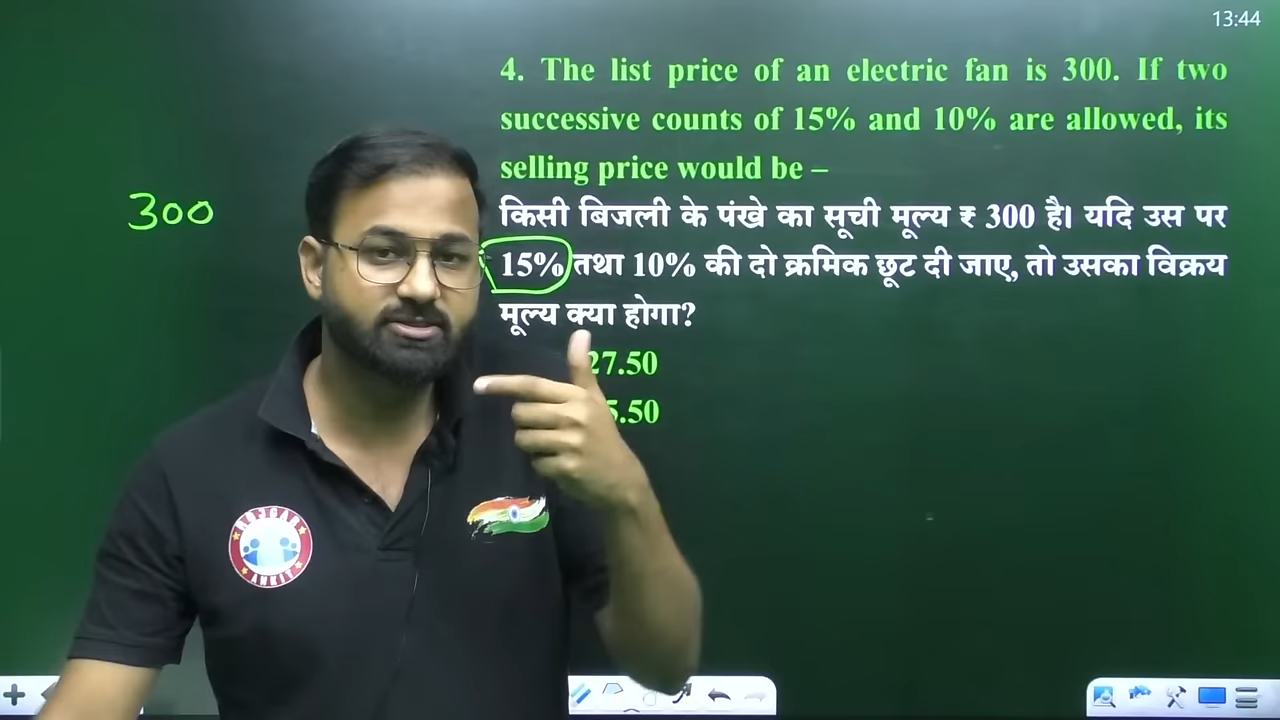 13:44
4. The list price of an electric fan is 300. If two
successive counts of 15% and 10% are allowed, its
selling price would be –
300
किसी बिजली के पंखे का सूची मूल्य ₹ 300 है। यदि उस पर
15% तथा 10% की दो क्रमिक छूट दी जाए, तो उसका विक्रय
मूल्य क्या होगा?
27.50
5.50
ANKIT